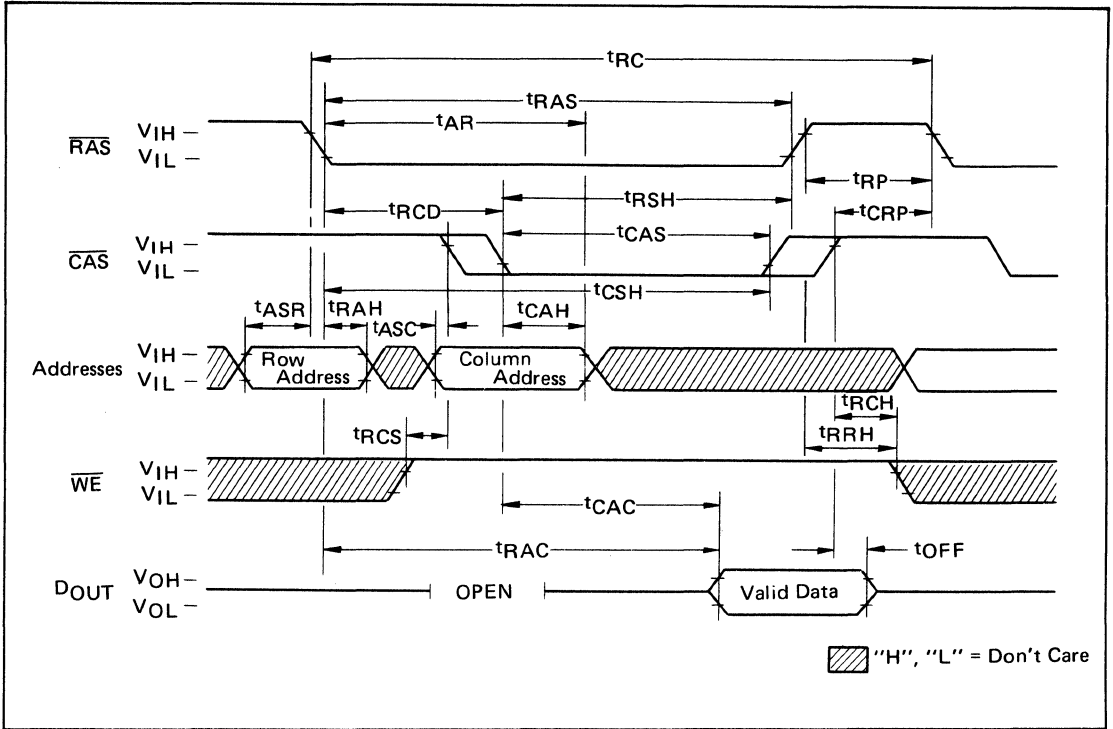 tRC
tRAS
tAR
RAS
VIH
VIL
tRP
tRSH
tRCD
tCRP
tCAS
CAS
VIH
VIL
tCSH
tASR
tRAH
tASC
tCAH
Addresses
VIH
VIL
Row
Address
Column
Address
tRCH
tRCS
tRRH
WE
VIH
VIL
tCAC
tRAC
tOFF
DOUT
VOH
VOL
OPEN
Valid Data
"H", "L" = Don't Care